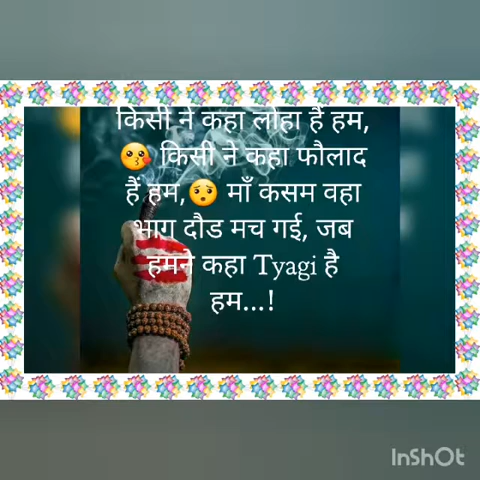 किसी ने कहा लोहा हैं हम,
😘 किसी ने कहा फौलाद
हैं हम,😯 माँ कसम वहा
भाग दौड मच गई, जब
हमने कहा Tyagi है
हम...!
InShOt